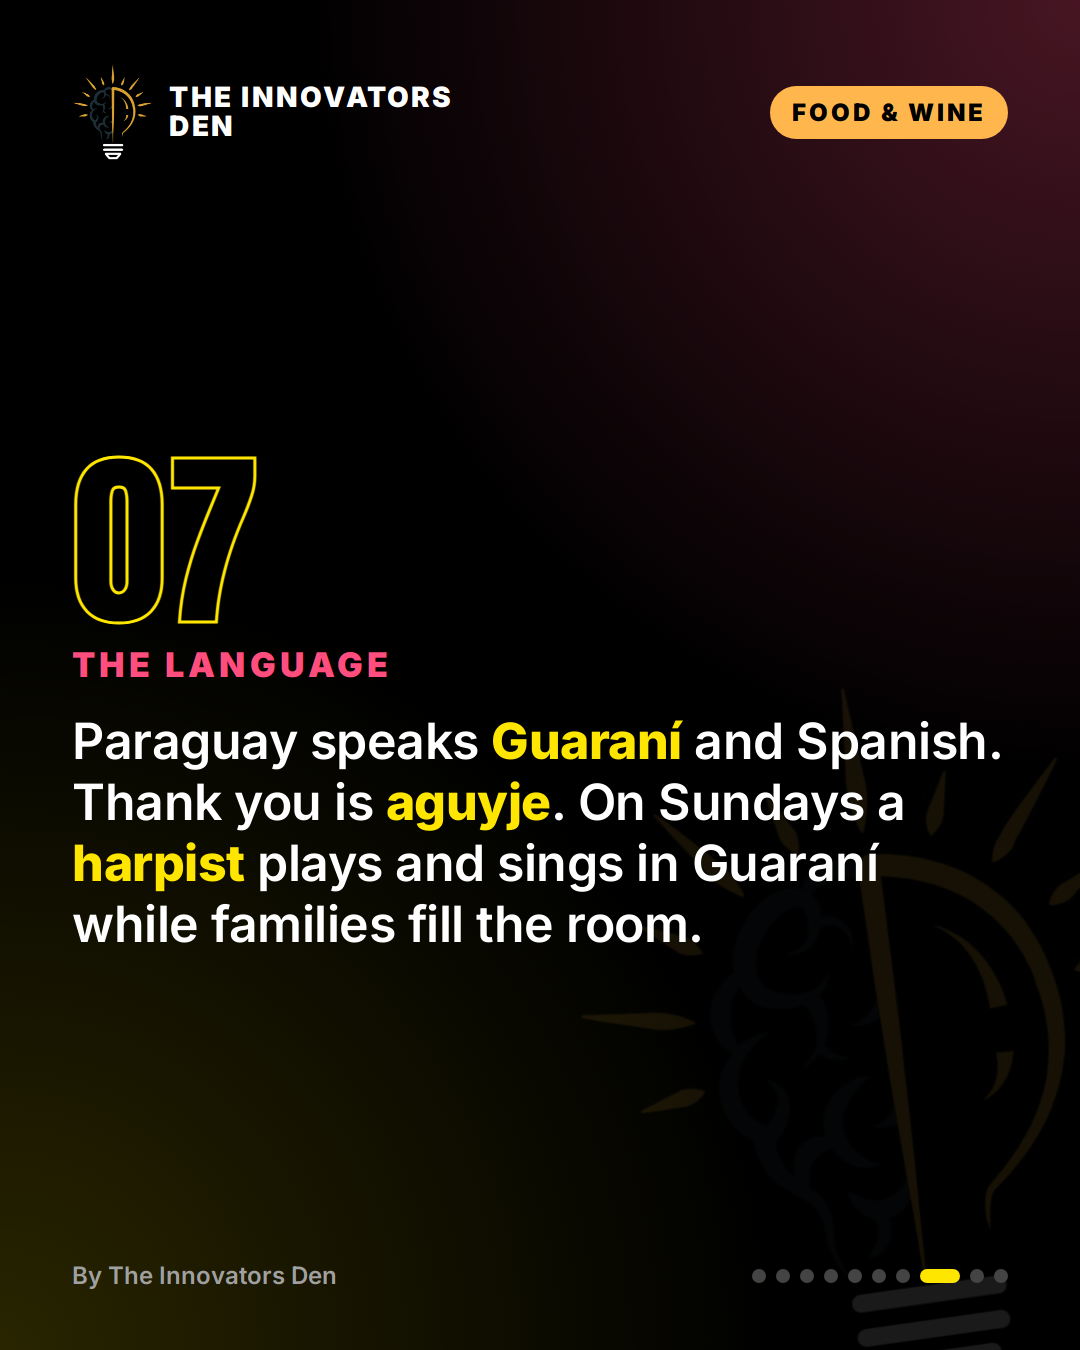 THE INNOVATORS
DEN
FOOD & WINE
07
THE LANGUAGE
Paraguay speaks Guaraní and Spanish.
Thank you is aguyje. On Sundays a
harpist plays and sings in Guaraní
while families fill the room.
By The Innovators Den